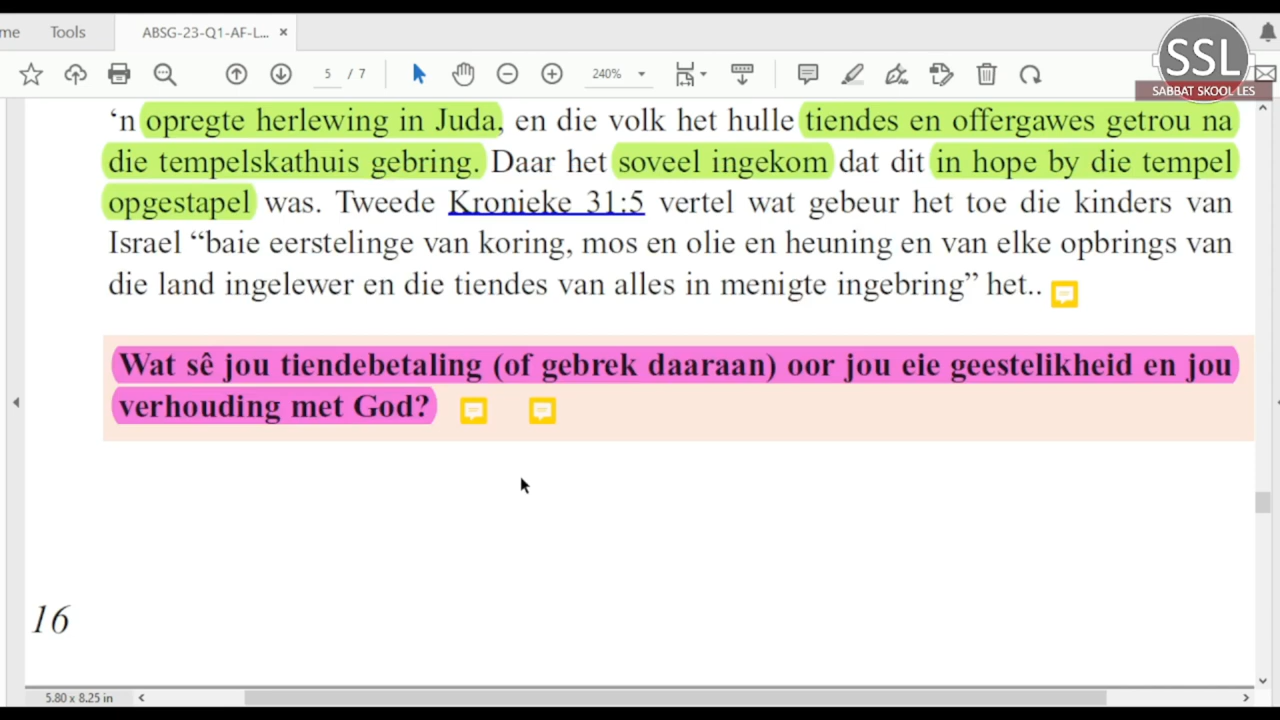 me Tools ABSG-23-Q1-AF-L... ×
SSL
SABBAT SKOOL LES
5 / 7 240%
‘n opregte herlewing in Juda, en die volk het hulle tiendes en offergawes getrou na
die tempelskathuis gebring. Daar het soveel ingekom dat dit in hope by die tempel
opgestapel was. Tweede Kronieke 31:5 vertel wat gebeur het toe die kinders van
Israel “baie eerstelinge van koring, mos en olie en heuning en van elke opbrings van
die land ingelewer en die tiendes van alles in menigte ingebring” het..
Wat sê jou tiendebetaling (of gebrek daaraan) oor jou eie geestelikheid en jou
verhouding met God?
16
5.80 x 8.25 in